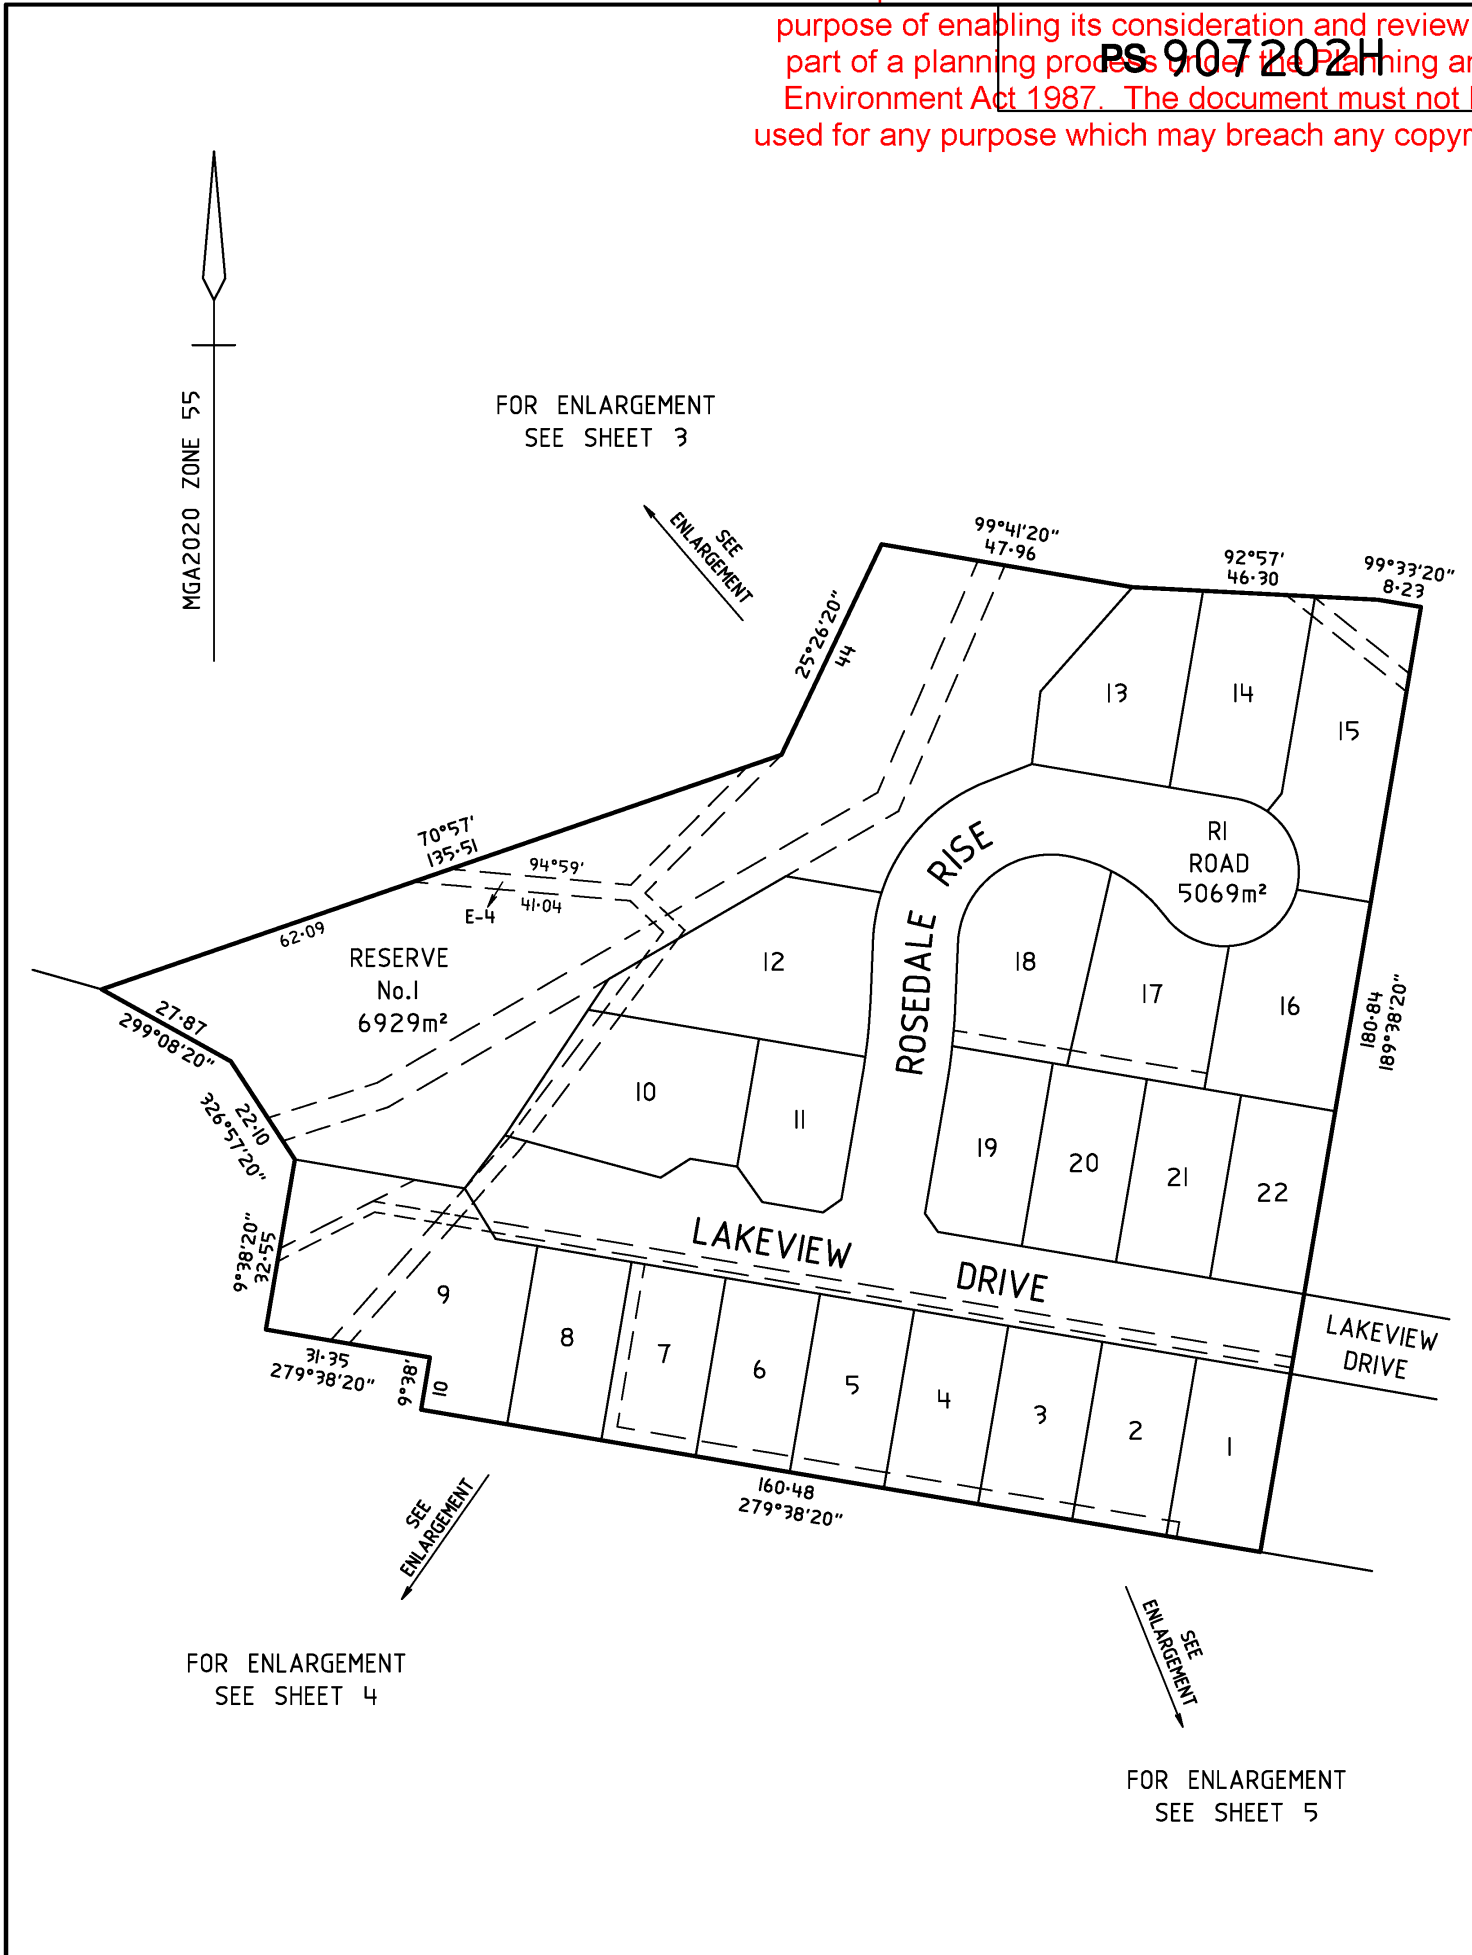 purpose of enabling its consideration and review
part of a planning process under the Planning an
Environment Act 1987. The document must not
used for any purpose which may breach any copyr
PS 907202H
MGA2020 ZONE 55
FOR ENLARGEMENT
SEE SHEET 3
SEE
ENLARGEMENT
99°41'20"
47·96
92°57'
46·30
99°33'20"
8·23
25°26'20"
44
13
14
15
70°57'
135·51
94°59'
41·04
E-4
62·09
RESERVE
No.1
6929m²
R1
ROAD
5069m²
ROSEDALE RISE
12
18
17
16
180·84
189°38'20"
27·87
299°08'20"
22·10
326°57'20"
10
11
19
20
21
22
9°38'20"
32·55
LAKEVIEW DRIVE
LAKEVIEW
DRIVE
9
8
7
6
5
4
3
2
1
31·35
279°38'20"
9°38'
10
160·48
279°38'20"
SEE
ENLARGEMENT
FOR ENLARGEMENT
SEE SHEET 4
SEE
ENLARGEMENT
FOR ENLARGEMENT
SEE SHEET 5